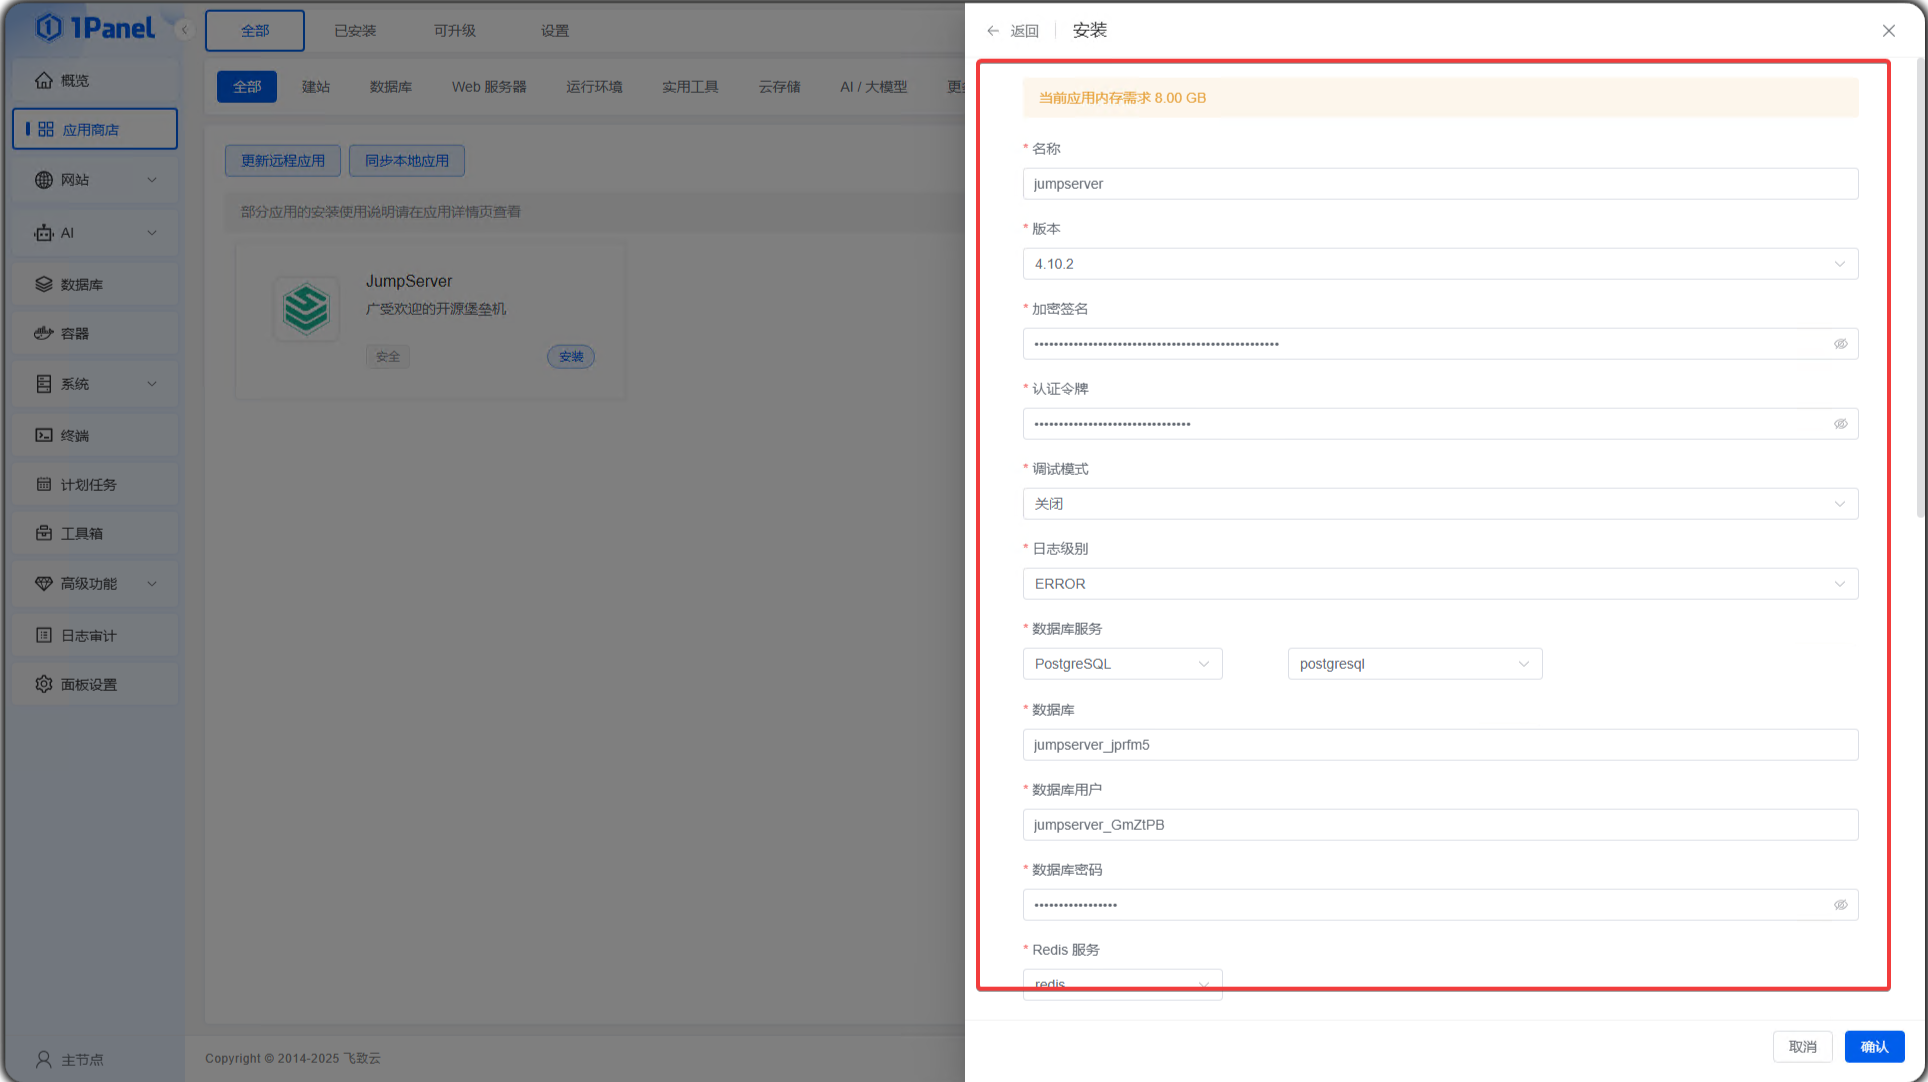 1Panel
概览
应用商店
网站
AI
数据库
容器
系统
终端
计划任务
工具箱
高级功能
日志审计
面板设置
主节点
全部
已安装
可升级
设置
全部
建站
数据库
Web 服务器
运行环境
实用工具
云存储
AI / 大模型
更新远程应用
同步本地应用
部分应用的安装使用说明请在应用详情页查看
JumpServer
广受欢迎的开源堡垒机
安全
安装
Copyright © 2014-2025 飞致云
返回
安装
当前应用内存需求 8.00 GB
* 名称
jumpserver
* 版本
4.10.2
* 加密签名
* 认证令牌
* 调试模式
关闭
* 日志级别
ERROR
* 数据库服务
PostgreSQL
postgresql
* 数据库
jumpserver_jprfm5
* 数据库用户
jumpserver_GmZtPB
* 数据库密码
* Redis 服务
redis
取消
确认